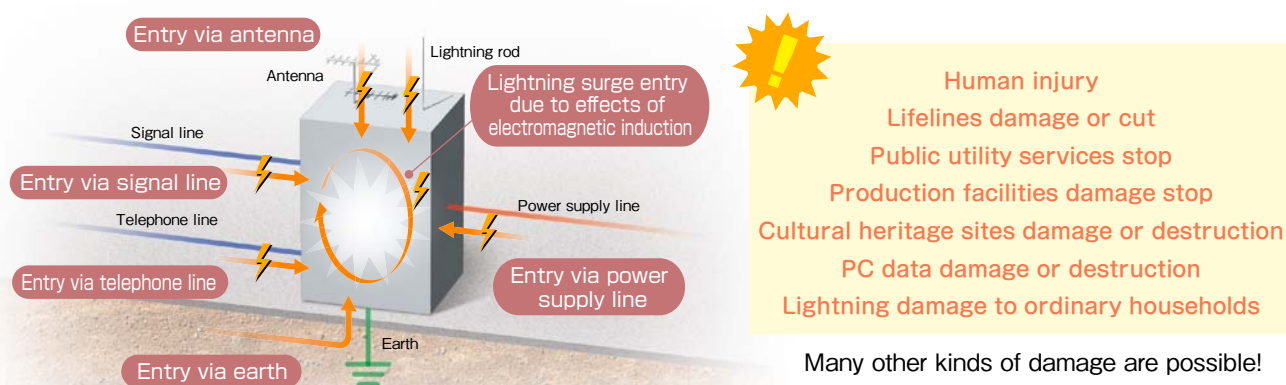 Entry via antenna
Lightning rod
Antenna
Lightning surge entry
due to effects of
electromagnetic induction
Signal line
Entry via signal line
Telephone line
Entry via telephone line
Power supply line
Entry via power
supply line
Earth
Entry via earth
!
Human injury
Lifelines damage or cut
Public utility services stop
Production facilities damage stop
Cultural heritage sites damage or destruction
PC data damage or destruction
Lightning damage to ordinary households
Many other kinds of damage are possible!